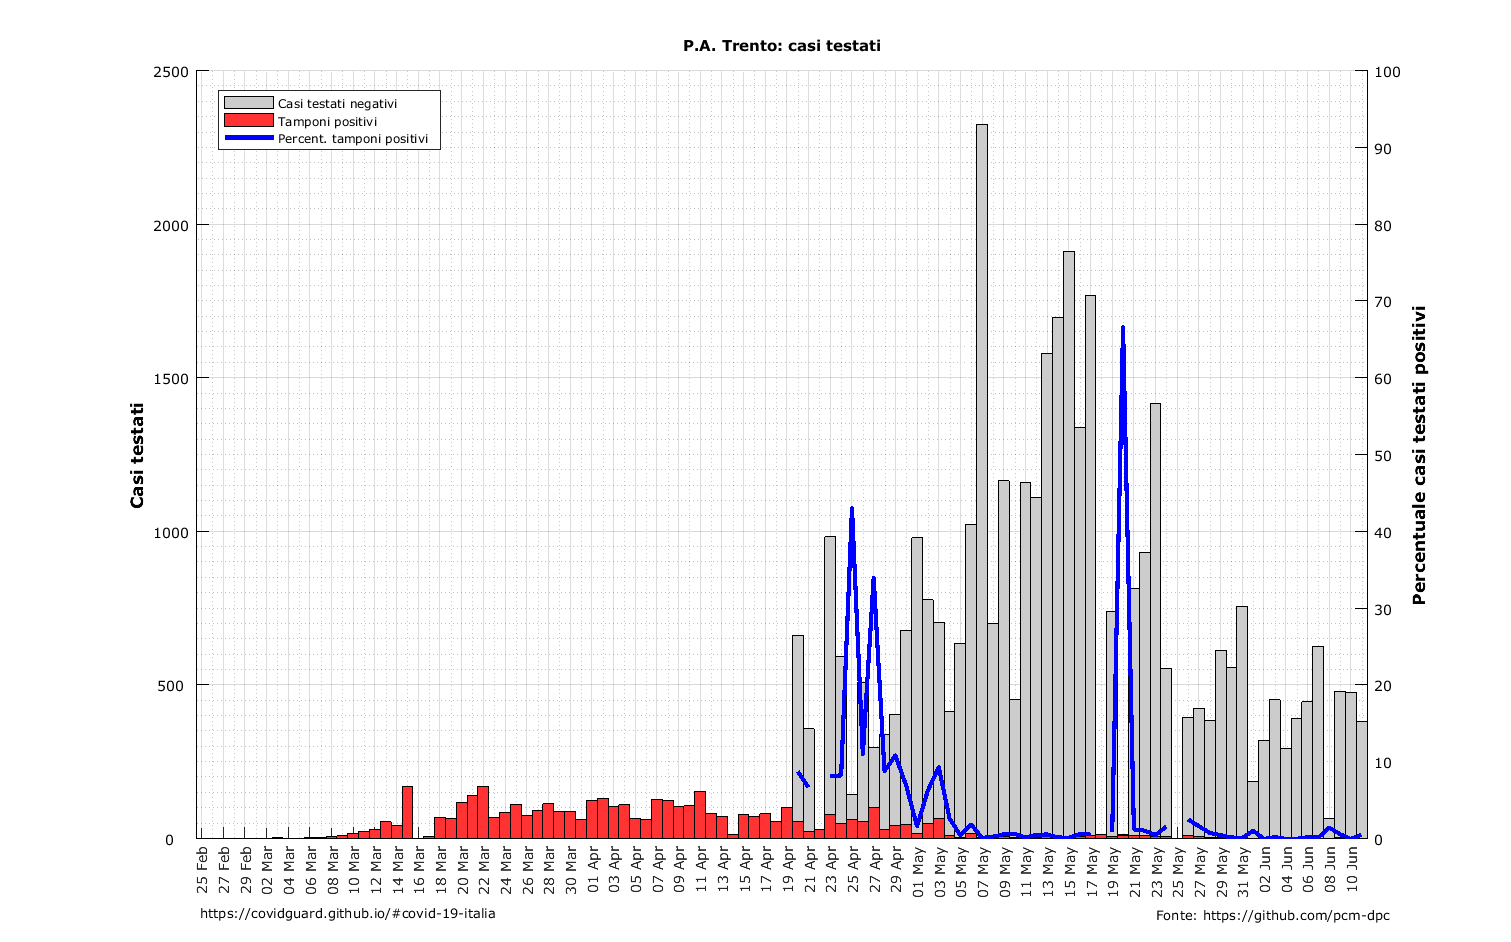 P.A. Trento: casi testati
Casi testati negativi
Tamponi positivi
Percent. tamponi positivi
Casi testati
2500
2000
1500
1000
500
0
100
90
80
70
60
50
40
30
20
10
0
Percentuale casi testati positivi
25 Feb
27 Feb
29 Feb
02 Mar
04 Mar
06 Mar
08 Mar
10 Mar
12 Mar
14 Mar
16 Mar
18 Mar
20 Mar
22 Mar
24 Mar
26 Mar
28 Mar
30 Mar
01 Apr
03 Apr
05 Apr
07 Apr
09 Apr
11 Apr
13 Apr
15 Apr
17 Apr
19 Apr
21 Apr
23 Apr
25 Apr
27 Apr
29 Apr
01 May
03 May
05 May
07 May
09 May
11 May
13 May
15 May
17 May
19 May
21 May
23 May
25 May
27 May
29 May
31 May
02 Jun
04 Jun
06 Jun
08 Jun
10 Jun
https://covidguard.github.io/#covid-19-italia
Fonte: https://github.com/pcm-dpc